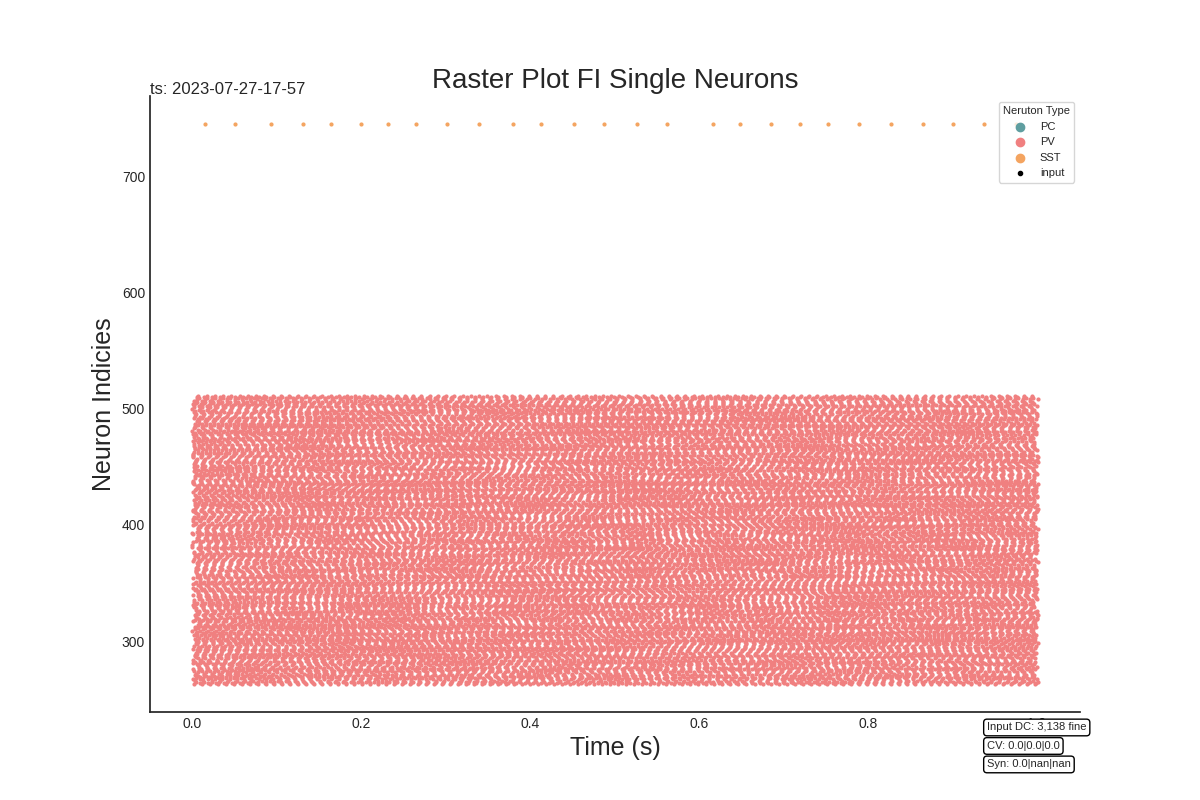 Raster Plot FI Single Neurons
ts: 2023-07-27-17-57
Neruton Type
PC
PV
SST
input
700
600
500
400
300
Neuron Indicies
0.0 0.2 0.4 0.6 0.8
Time (s)
Input DC: 3,138 fine
CV: 0.0|0.0|0.0
Syn: 0.0|nan|nan